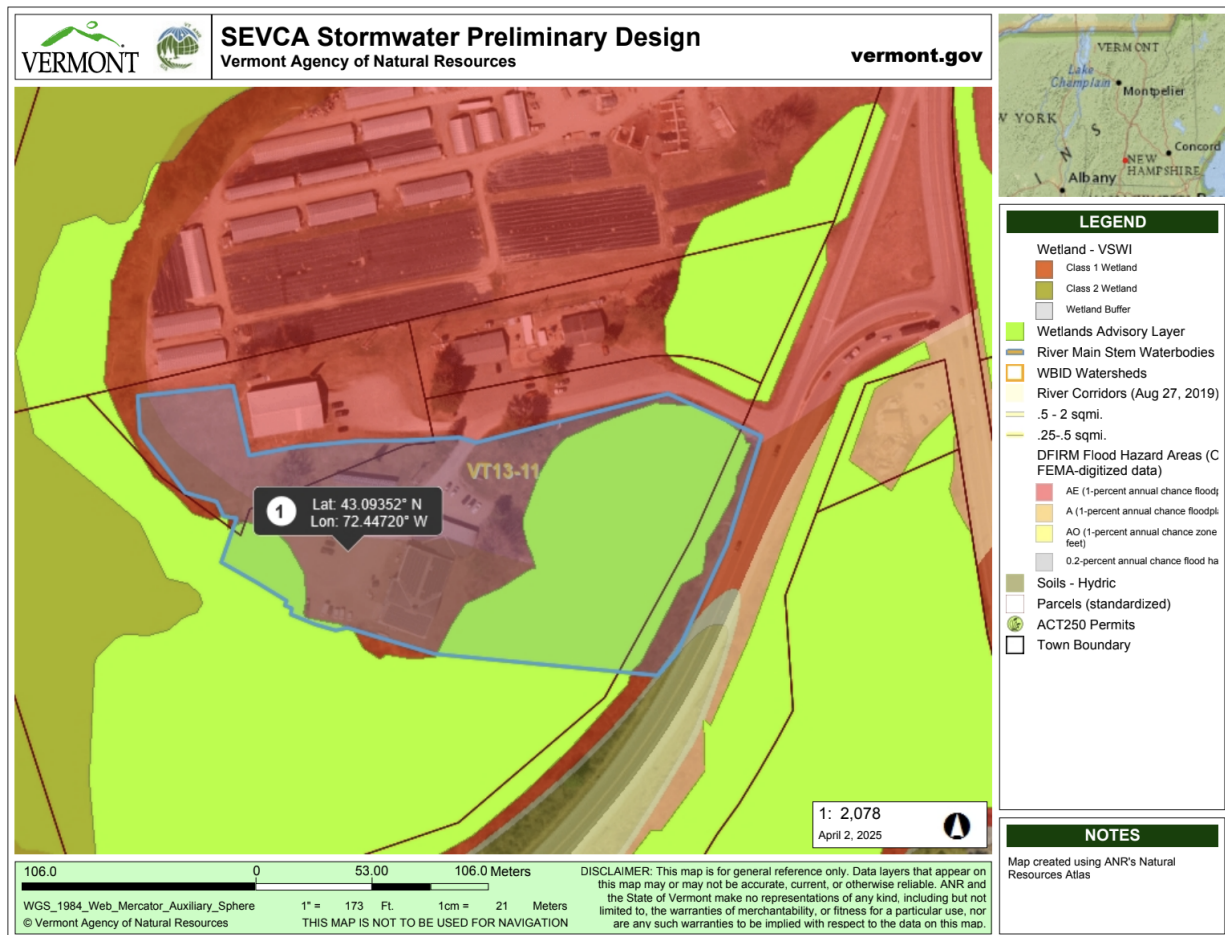 VERMONT
SEVCA Stormwater Preliminary Design
Vermont Agency of Natural Resources
vermont.gov
VERMONT
Lake
Champlain
Montpelier
W YORK
Concord
NEW
HAMPSHIRE
Albany
I N S
VT13-11
1
Lat: 43.09352° N
Lon: 72.44720° W
1: 2,078
April 2, 2025
LEGEND
Wetland - VSWI
Class 1 Wetland
Class 2 Wetland
Wetland Buffer
Wetlands Advisory Layer
River Main Stem Waterbodies
WBID Watersheds
River Corridors (Aug 27, 2019)
.5 - 2 sqmi.
.25-.5 sqmi.
DFIRM Flood Hazard Areas (C
FEMA-digitized data)
AE (1-percent annual chance floodp
A (1-percent annual chance floodpla
AO (1-percent annual chance zone
feet)
0.2-percent annual chance flood ha
Soils - Hydric
Parcels (standardized)
ACT250 Permits
Town Boundary
NOTES
Map created using ANR's Natural
Resources Atlas
106.0 0 53.00 106.0 Meters
WGS_1984_Web_Mercator_Auxiliary_Sphere 1" = 173 Ft. 1cm = 21 Meters
© Vermont Agency of Natural Resources THIS MAP IS NOT TO BE USED FOR NAVIGATION
DISCLAIMER: This map is for general reference only. Data layers that appear on
this map may or may not be accurate, current, or otherwise reliable. ANR and
the State of Vermont make no representations of any kind, including but not
limited to, the warranties of merchantability, or fitness for a particular use, nor
are any such warranties to be implied with respect to the data on this map.